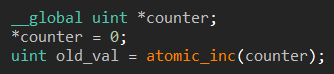 __global uint *counter;
*counter = 0;
uint old_val = atomic_inc(counter);